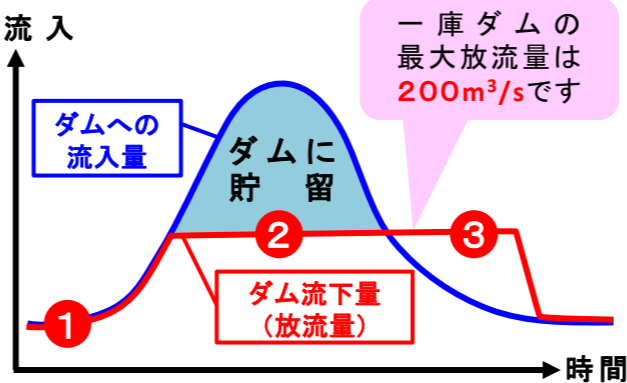 流入
一庫ダムの
最大放流量は
200m³/sです
ダムへの
流入量
ダムに
貯留
2
3
1
ダム流下量
（放流量）
時間